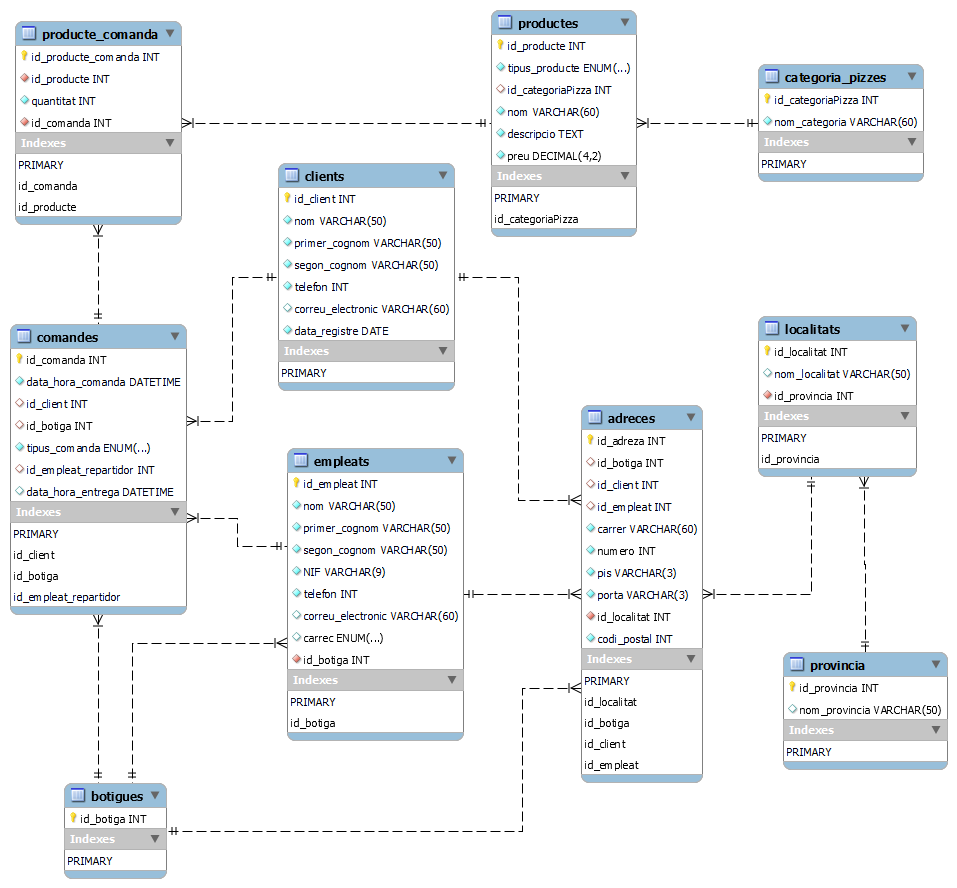 producte_comanda
id_producte_comanda INT
id_producte INT
quantitat INT
id_comanda INT
Indexes
PRIMARY
id_comanda
id_producte
productes
id_producte INT
tipus_producte ENUM(...)
id_categoriaPizza INT
nom VARCHAR(60)
descripcio TEXT
preu DECIMAL(4,2)
Indexes
PRIMARY
id_categoriaPizza
categoria_pizzes
id_categoriaPizza INT
nom_categoria VARCHAR(60)
Indexes
PRIMARY
clients
id_client INT
nom VARCHAR(50)
primer_cognom VARCHAR(50)
segon_cognom VARCHAR(50)
telefon INT
correu_electronic VARCHAR(60)
data_registre DATE
Indexes
PRIMARY
comandes
id_comanda INT
data_hora_comanda DATETIME
id_client INT
id_botiga INT
tipus_comanda ENUM(...)
id_empleat_repartidor INT
data_hora_entrega DATETIME
Indexes
PRIMARY
id_client
id_botiga
id_empleat_repartidor
empleats
id_empleat INT
nom VARCHAR(50)
primer_cognom VARCHAR(50)
segon_cognom VARCHAR(50)
NIF VARCHAR(9)
telefon INT
correu_electronic VARCHAR(60)
carrec ENUM(...)
id_botiga INT
Indexes
PRIMARY
id_botiga
adreces
id_adreza INT
id_botiga INT
id_client INT
id_empleat INT
carrer VARCHAR(60)
numero INT
pis VARCHAR(3)
porta VARCHAR(3)
id_localitat INT
codi_postal INT
Indexes
PRIMARY
id_localitat
id_botiga
id_client
id_empleat
localitats
id_localitat INT
nom_localitat VARCHAR(50)
id_provincia INT
Indexes
PRIMARY
id_provincia
provincia
id_provincia INT
nom_provincia VARCHAR(50)
Indexes
PRIMARY
botigues
id_botiga INT
Indexes
PRIMARY